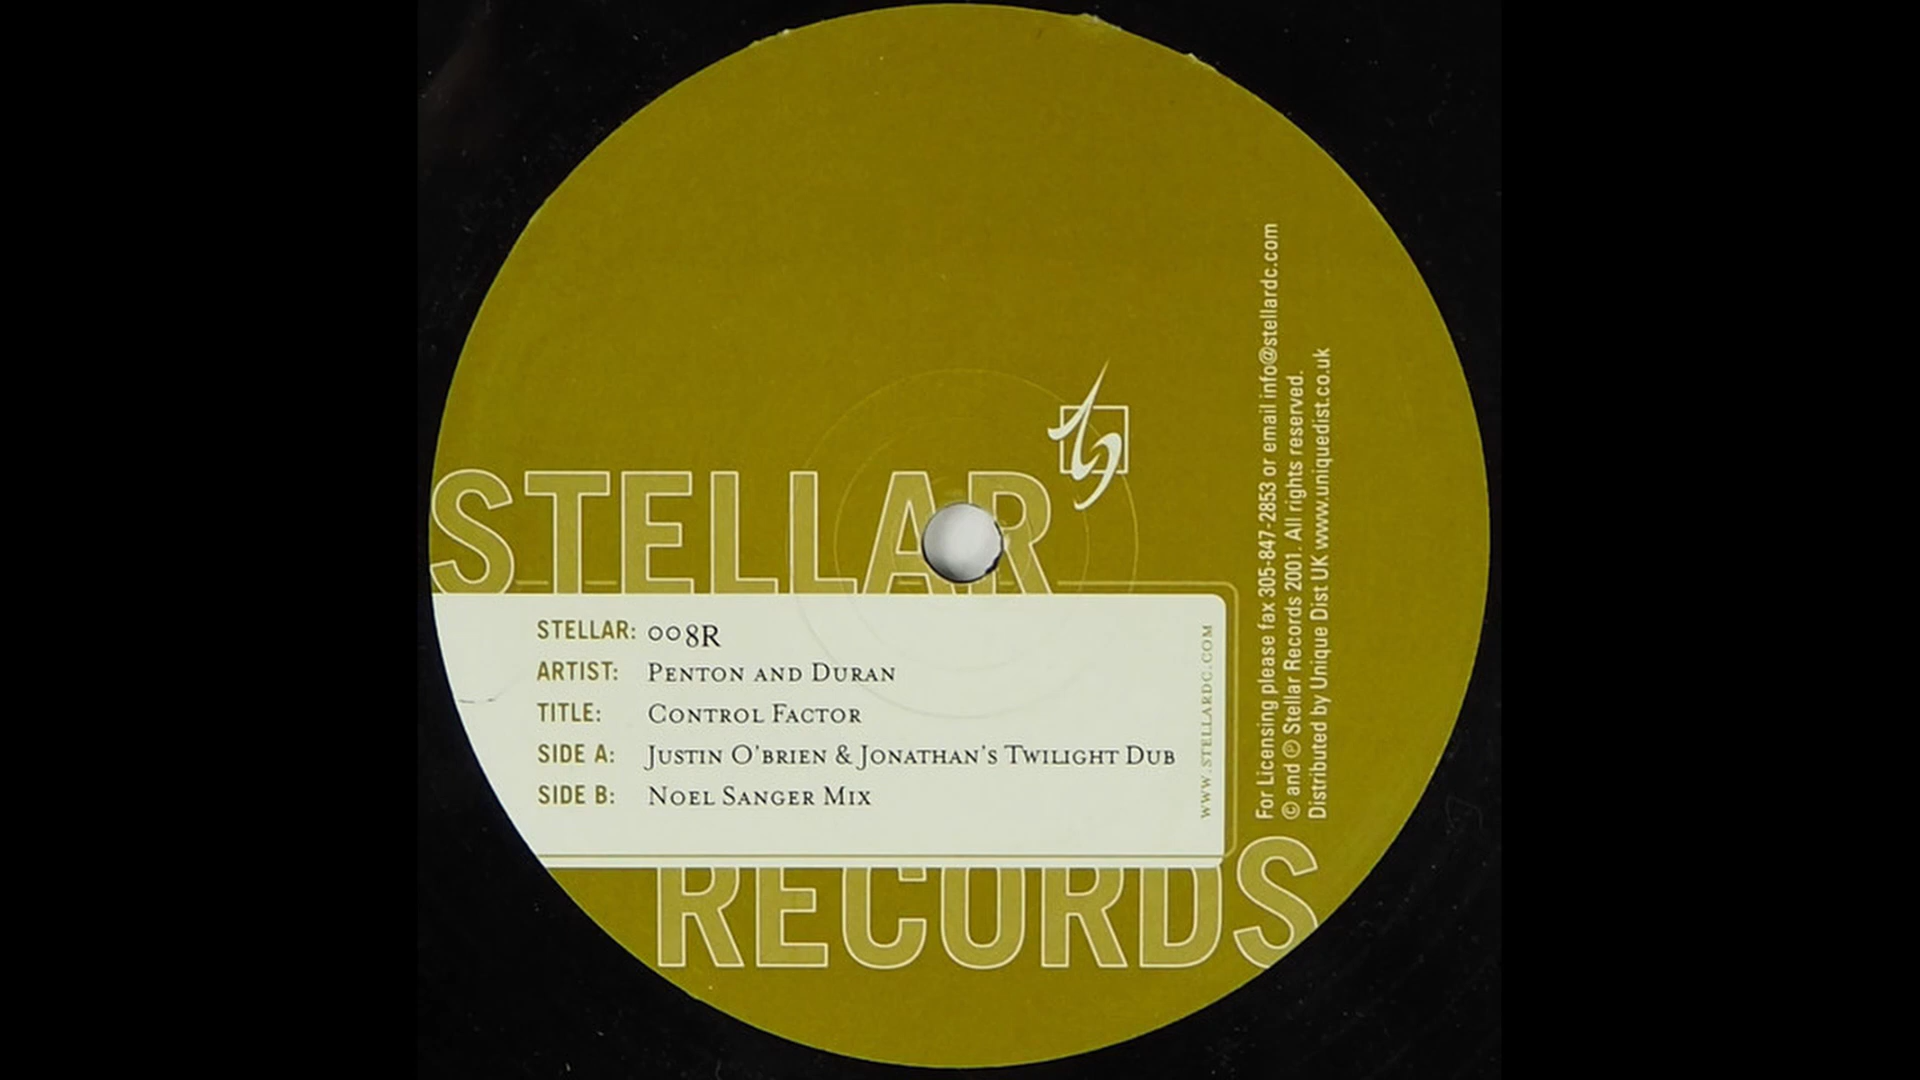 STELLAR
STELLAR: 008R
ARTIST: PENTON AND DURAN
TITLE: CONTROL FACTOR
SIDE A: JUSTIN O'BRIEN & JONATHAN'S TWILIGHT DUB
SIDE B: NOEL SANGER MIX
WWW.STELLARDC.COM
RECORDS
For Licensing please fax 305-847-2853 or email info@stellardc.com
© and ℗ Stellar Records 2001. All rights reserved.
Distributed by Unique Dist UK www.uniquedist.co.uk